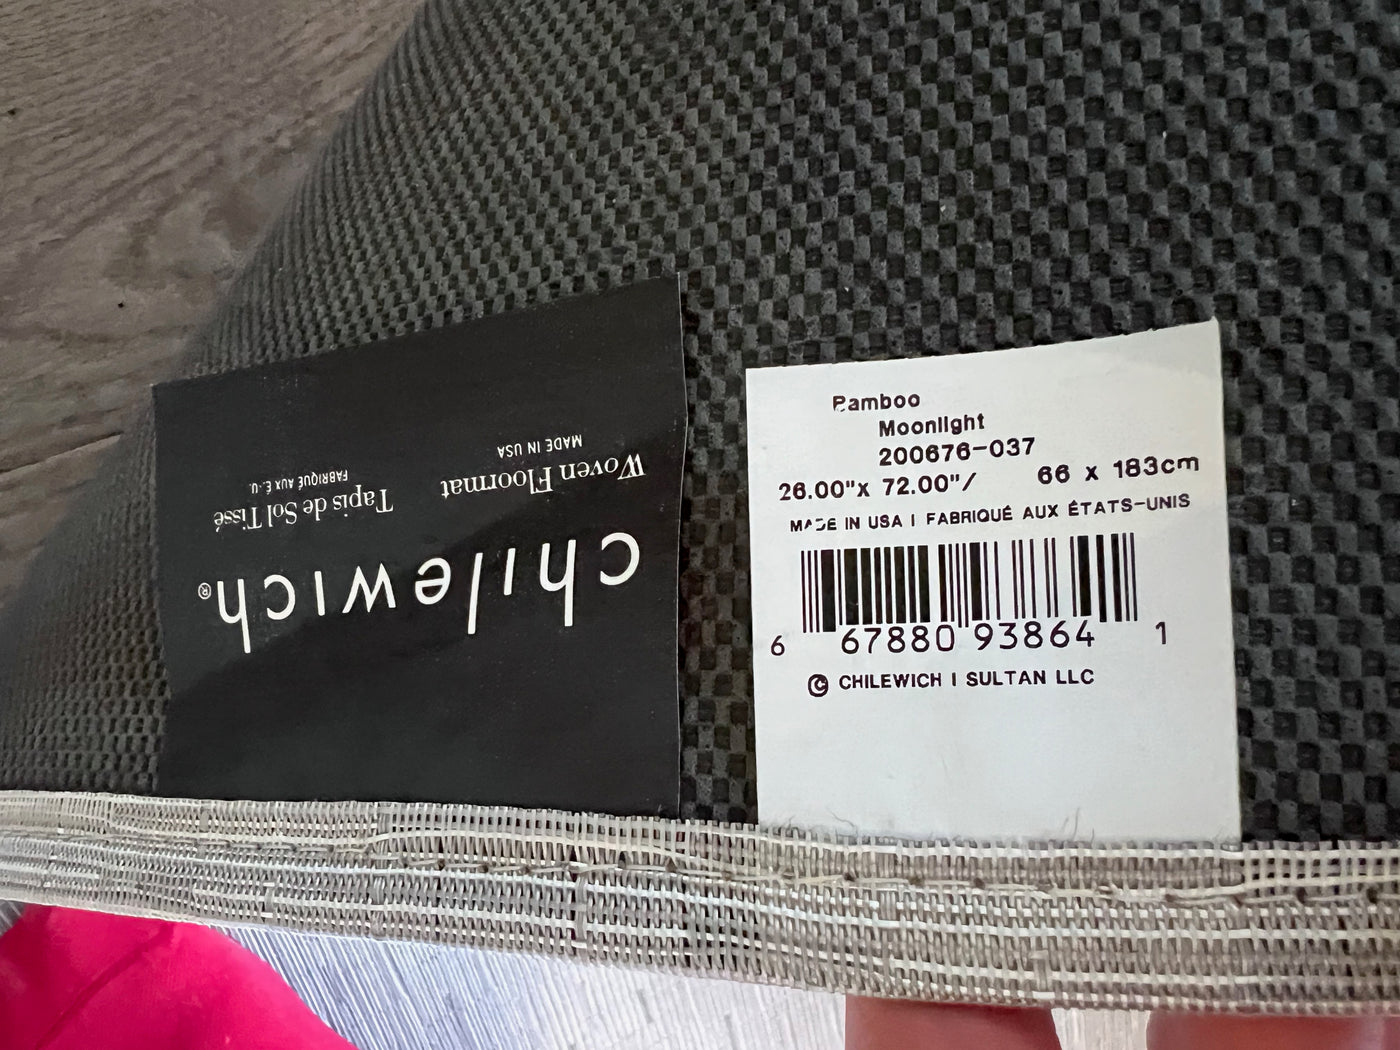 chilewich®
Woven Floormat Tapis de Sol Tissé
MADE IN USA FABRIQUÉ AUX É.-U.
Bamboo
Moonlight
200676-037
26.00"x 72.00"/ 66 x 183cm
MADE IN USA | FABRIQUÉ AUX ÉTATS-UNIS
6 67880 93864 1
© CHILEWICH | SULTAN LLC